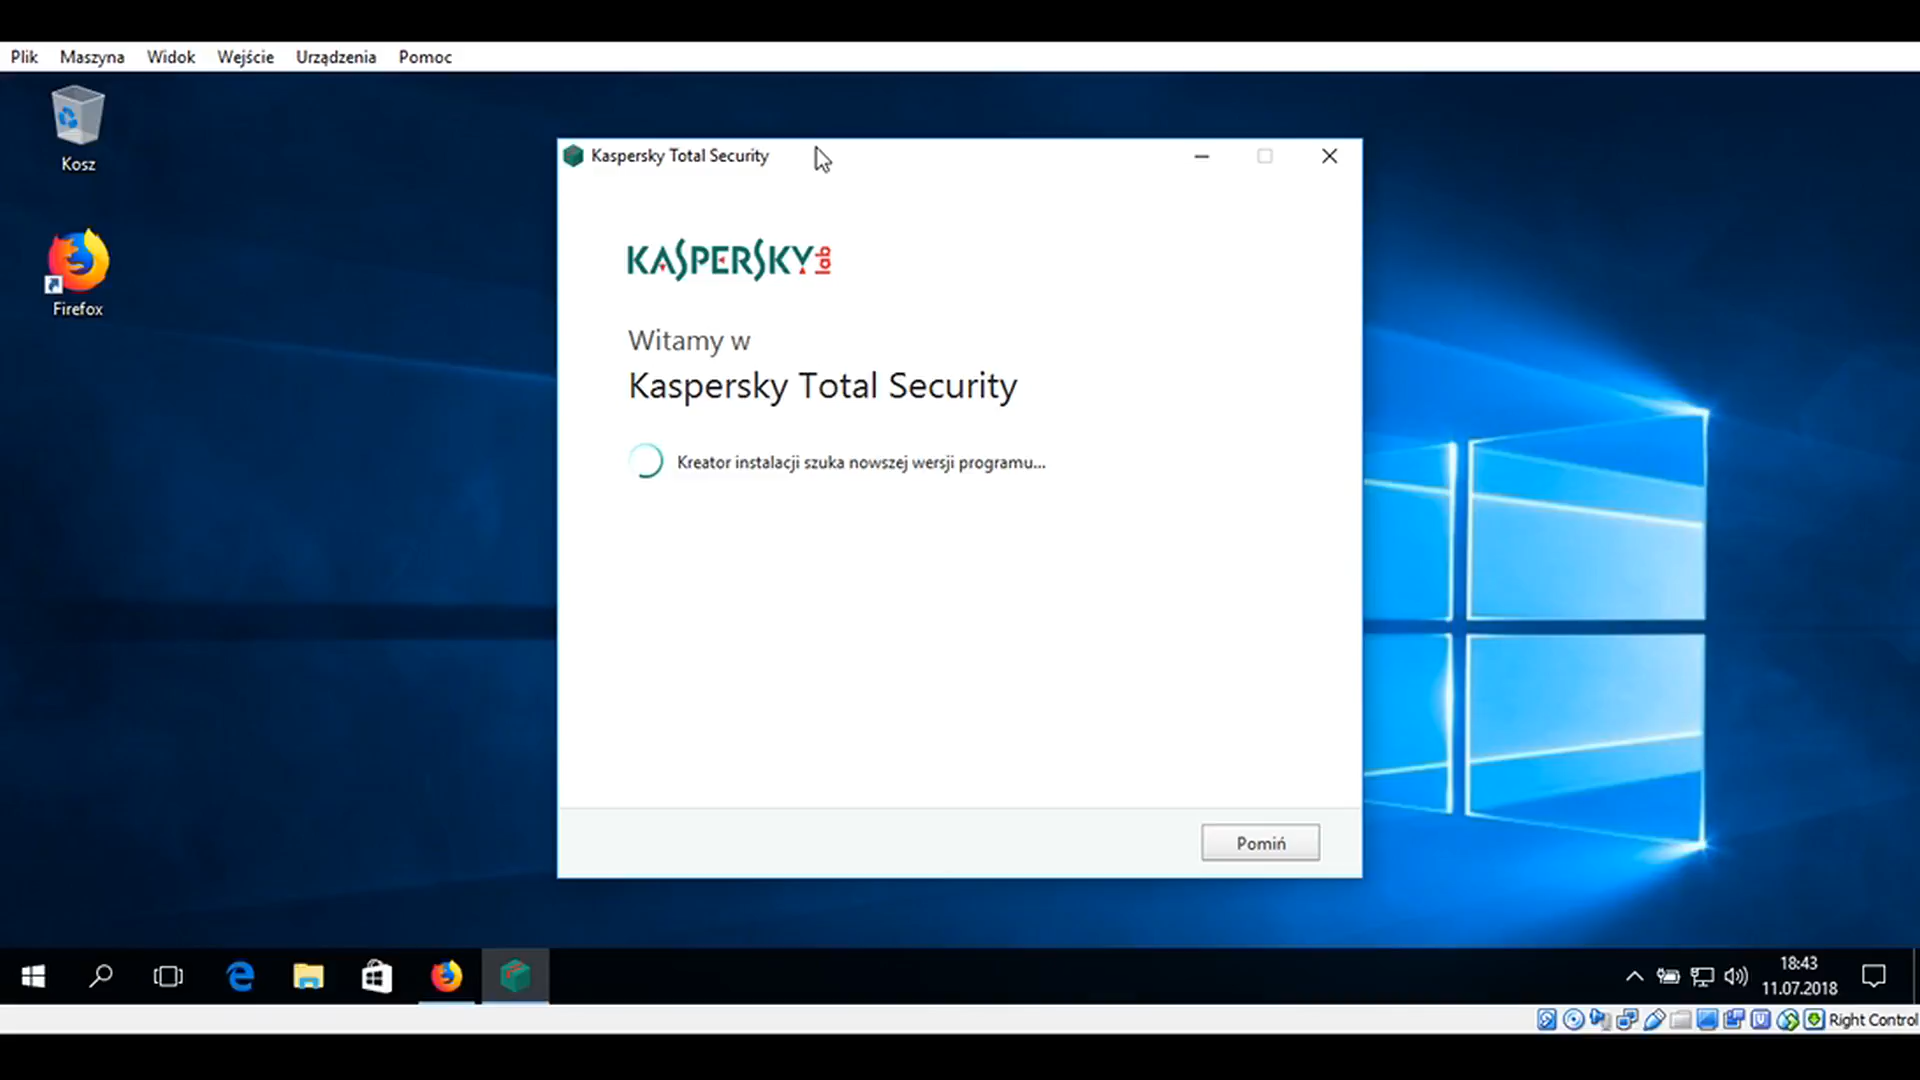 Plik Maszyna Widok Wejście Urządzenia Pomoc
Kosz
Firefox
Kaspersky Total Security
KASPERSKY lab
Witamy w
Kaspersky Total Security
Kreator instalacji szuka nowszej wersji programu...
Pomiń
18:43
11.07.2018
Right Control